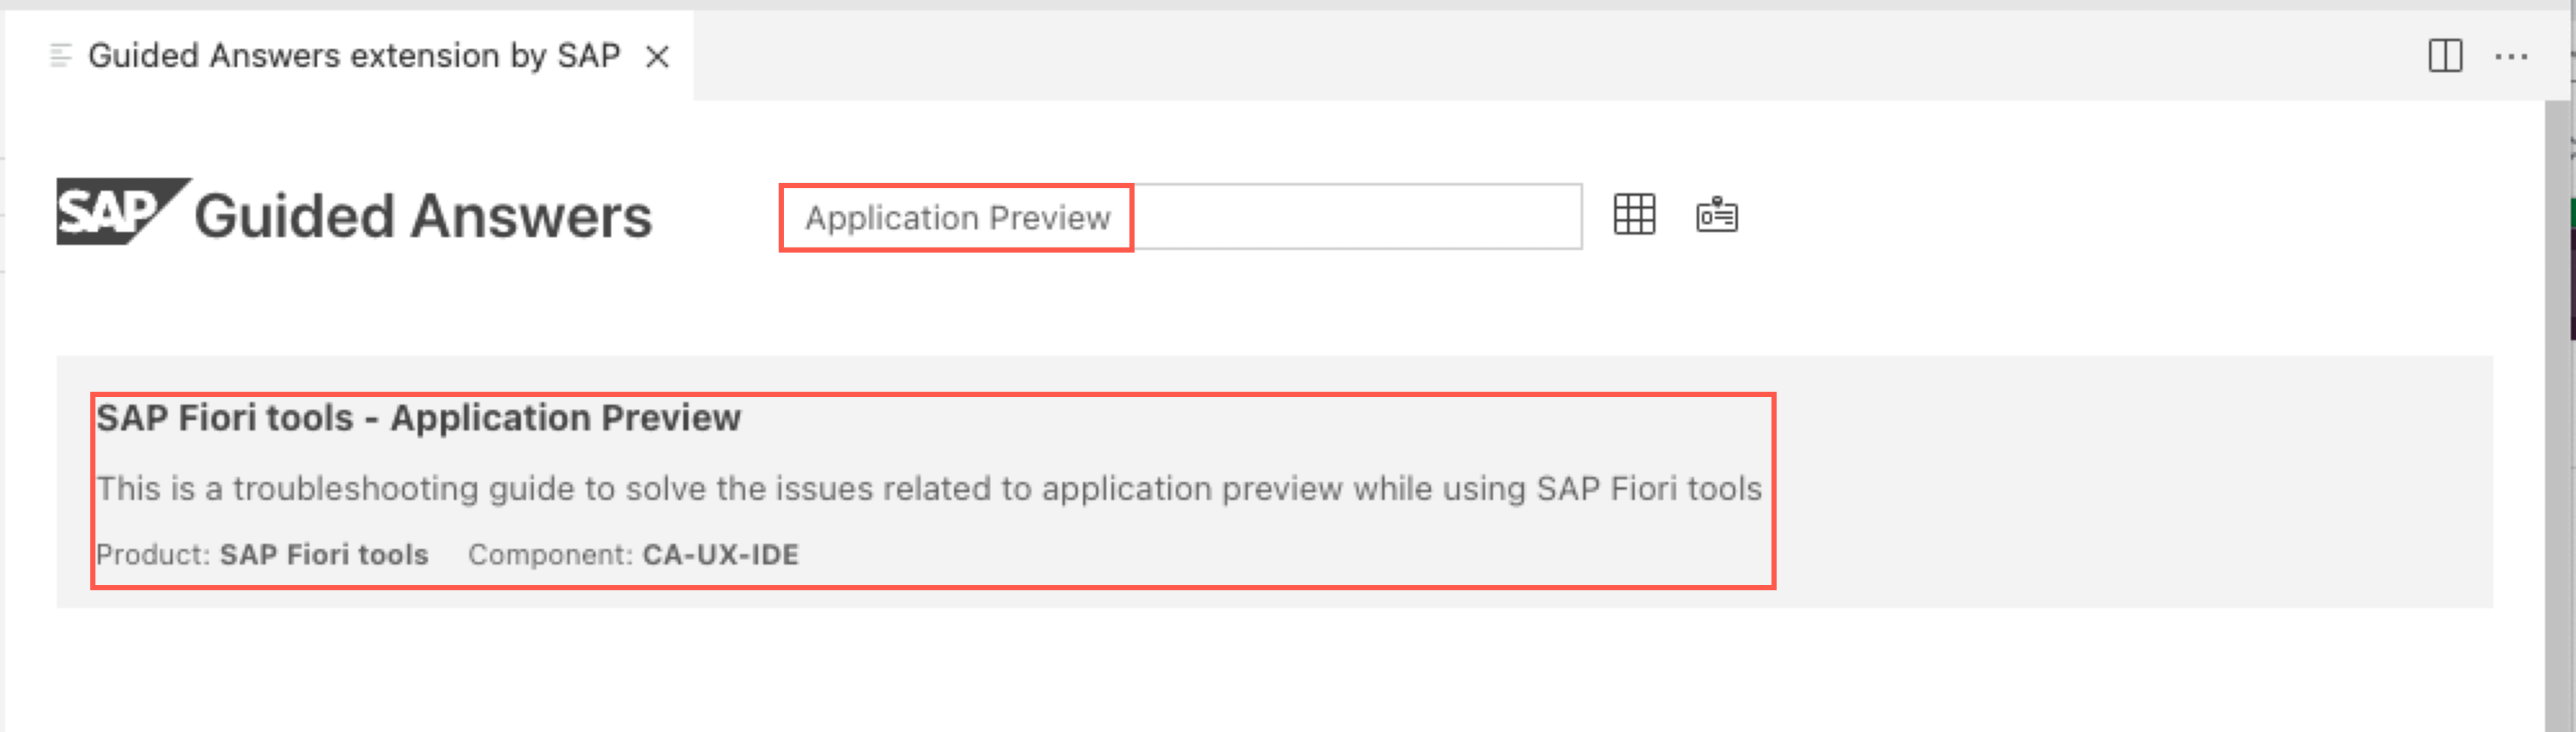 Guided Answers extension by SAP
SAP Guided Answers
Application Preview
SAP Fiori tools - Application Preview
This is a troubleshooting guide to solve the issues related to application preview while using SAP Fiori tools
Product: SAP Fiori tools Component: CA-UX-IDE